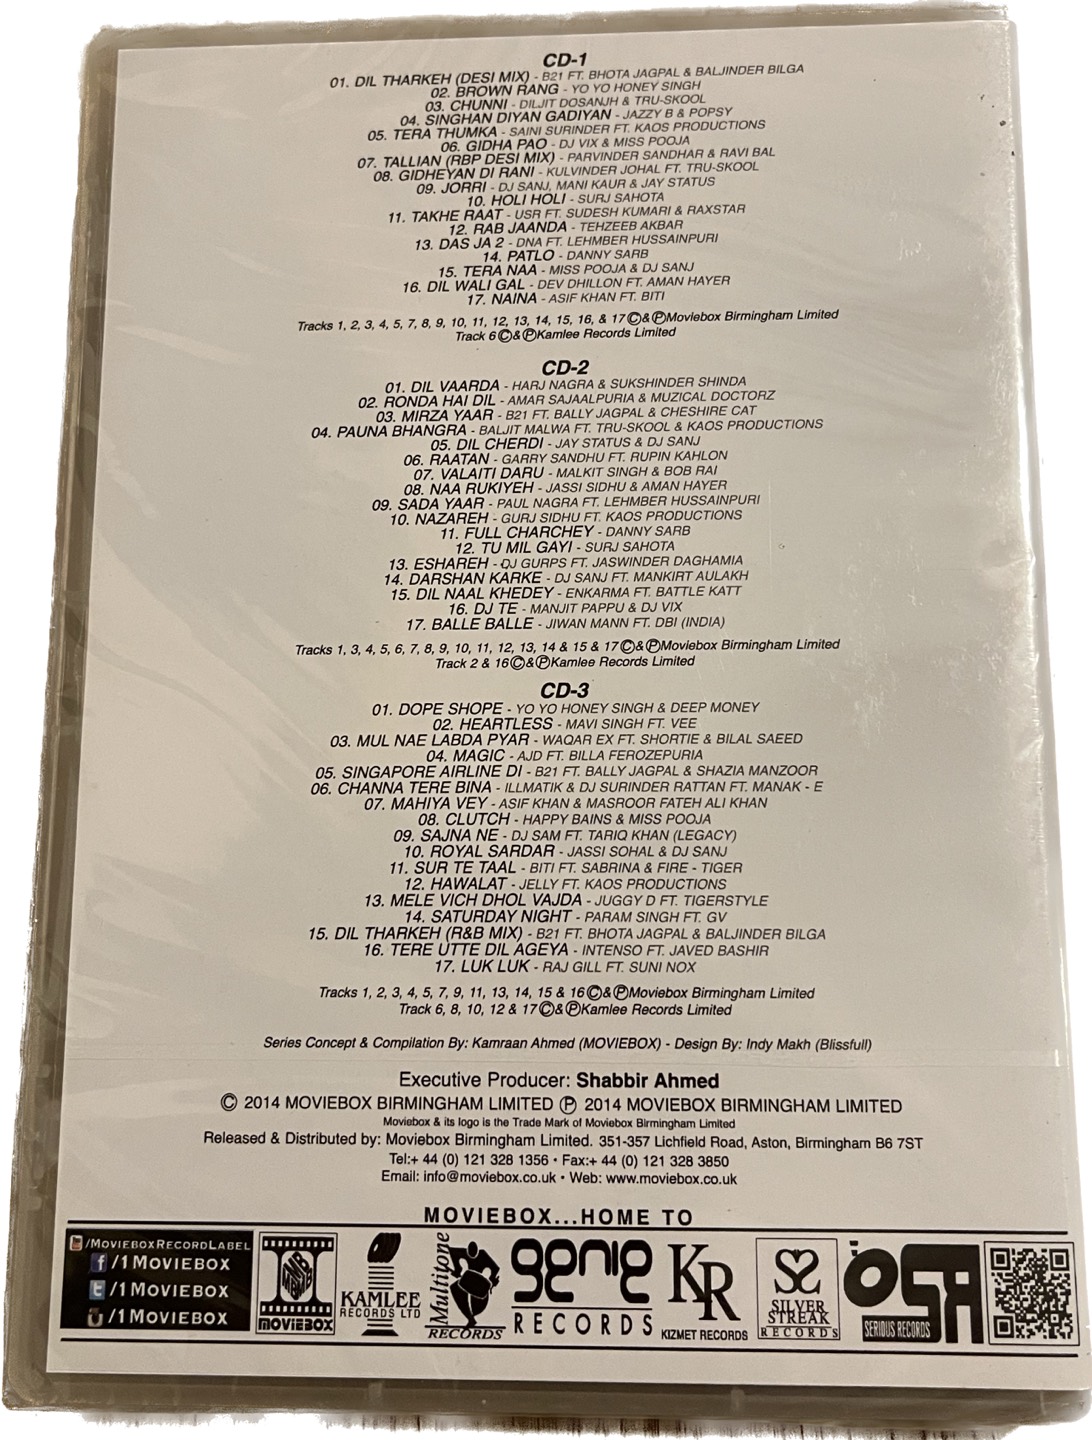 CD-1
01. DIL THARKEH (DESI MIX) - B21 FT. BHOTA JAGPAL & BALJINDER BILGA
02. BROWN RANG - YO YO HONEY SINGH
03. CHUNNI - DILJIT DOSANJH & TRU-SKOOL
04. SINGHAN DIYAN GADIYAN - JAZZY B & POPSY
05. TERA THUMKA - SAINI SURINDER FT. KAOS PRODUCTIONS
06. GIDHA PAO - DJ VIX & MISS POOJA
07. TALLIAN (RBP DESI MIX) - PARVINDER SANDHAR & RAVI BAL
08. GIDHEYAN DI RANI - KULVINDER JOHAL FT. TRU-SKOOL
09. JORRI - DJ SANJ, MANI KAUR & JAY STATUS
10. HOLI HOLI - SURJ SAHOTA
11. TAKHE RAAT - USR FT. SUDESH KUMARI & RAXSTAR
12. RAB JAANDA - TEHZEEB AKBAR
13. DAS JA 2 - DNA FT. LEHMBER HUSSAINPURI
14. PATLO - DANNY SARB
15. TERA NAA - MISS POOJA & DJ SANJ
16. DIL WALI GAL - DEV DHILLON FT. AMAN HAYER
17. NAINA - ASIF KHAN FT. BITI
Tracks 1, 2, 3, 4, 5, 7, 8, 9, 10, 11, 12, 13, 14, 15, 16, & 17 ©&℗Moviebox Birmingham Limited
Track 6 ©&℗Kamlee Records Limited
CD-2
01. DIL VAARDA - HARJ NAGRA & SUKSHINDER SHINDA
02. RONDA HAI DIL - AMAR SAJAALPURIA & MUZICAL DOCTORZ
03. MIRZA YAAR - B21 FT. BALLY JAGPAL & CHESHIRE CAT
04. PAUNA BHANGRA - BALJIT MALWA FT. TRU-SKOOL & KAOS PRODUCTIONS
05. DIL CHERDI - JAY STATUS & DJ SANJ
06. RAATAN - GARRY SANDHU FT. RUPIN KAHLON
07. VALAITI DARU - MALKIT SINGH & BOB RAI
08. NAA RUKIYEH - JASSI SIDHU & AMAN HAYER
09. SADA YAAR - PAUL NAGRA FT. LEHMBER HUSSAINPURI
10. NAZAREH - GURJ SIDHU FT. KAOS PRODUCTIONS
11. FULL CHARCHEY - DANNY SARB
12. TU MIL GAYI - SURJ SAHOTA
13. ESHAREH - DJ GURPS FT. JASWINDER DAGHAMIA
14. DARSHAN KARKE - DJ SANJ FT. MANKIRT AULAKH
15. DIL NAAL KHEDEY - ENKARMA FT. BATTLE KATT
16. DJ TE - MANJIT PAPPU & DJ VIX
17. BALLE BALLE - JIWAN MANN FT. DBI (INDIA)
Tracks 1, 3, 4, 5, 6, 7, 8, 9, 10, 11, 12, 13, 14 & 15 & 17 ©&℗Moviebox Birmingham Limited
Track 2 & 16 ©&℗Kamlee Records Limited
CD-3
01. DOPE SHOPE - YO YO HONEY SINGH & DEEP MONEY
02. HEARTLESS - MAVI SINGH FT. VEE
03. MUL NAE LABDA PYAR - WAQAR EX FT. SHORTIE & BILAL SAEED
04. MAGIC - AJD FT. BILLA FEROZEPURIA
05. SINGAPORE AIRLINE DI - B21 FT. BALLY JAGPAL & SHAZIA MANZOOR
06. CHANNA TERE BINA - ILLMATIK & DJ SURINDER RATTAN FT. MANAK - E
07. MAHIYA VEY - ASIF KHAN & MASROOR FATEH ALI KHAN
08. CLUTCH - HAPPY BAINS & MISS POOJA
09. SAJNA NE - DJ SAM FT. TARIQ KHAN (LEGACY)
10. ROYAL SARDAR - JASSI SOHAL & DJ SANJ
11. SUR TE TAAL - BITI FT. SABRINA & FIRE - TIGER
12. HAWALAT - JELLY FT. KAOS PRODUCTIONS
13. MELE VICH DHOL VAJDA - JUGGY D FT. TIGERSTYLE
14. SATURDAY NIGHT - PARAM SINGH FT. GV
15. DIL THARKEH (R&B MIX) - B21 FT. BHOTA JAGPAL & BALJINDER BILGA
16. TERE UTTE DIL AGEYA - INTENSO FT. JAVED BASHIR
17. LUK LUK - RAJ GILL FT. SUNI NOX
Tracks 1, 2, 3, 4, 5, 7, 9, 11, 13, 14, 15 & 16 ©&℗Moviebox Birmingham Limited
Track 6, 8, 10, 12 & 17 ©&℗Kamlee Records Limited
Series Concept & Compilation By: Kamraan Ahmed (MOVIEBOX) - Design By: Indy Makh (Blissfull)
Executive Producer: Shabbir Ahmed
© 2014 MOVIEBOX BIRMINGHAM LIMITED ℗ 2014 MOVIEBOX BIRMINGHAM LIMITED
Moviebox & its logo is the Trade Mark of Moviebox Birmingham Limited
Released & Distributed by: Moviebox Birmingham Limited. 351-357 Lichfield Road, Aston, Birmingham B6 7ST
Tel:+ 44 (0) 121 328 1356 • Fax:+ 44 (0) 121 328 3850
Email: info@moviebox.co.uk • Web: www.moviebox.co.uk
MOVIEBOX...HOME TO
/MOVIEBOXRECORDLABEL
/1MOVIEBOX
/1MOVIEBOX
/1MOVIEBOX
MOVIEBOX
KAMLEE
RECORDS LTD
Multitone
RECORDS
genie
RECORDS
KR
KIZMET RECORDS
SILVER
STREAK
RECORDS
SERIOUS RECORDS